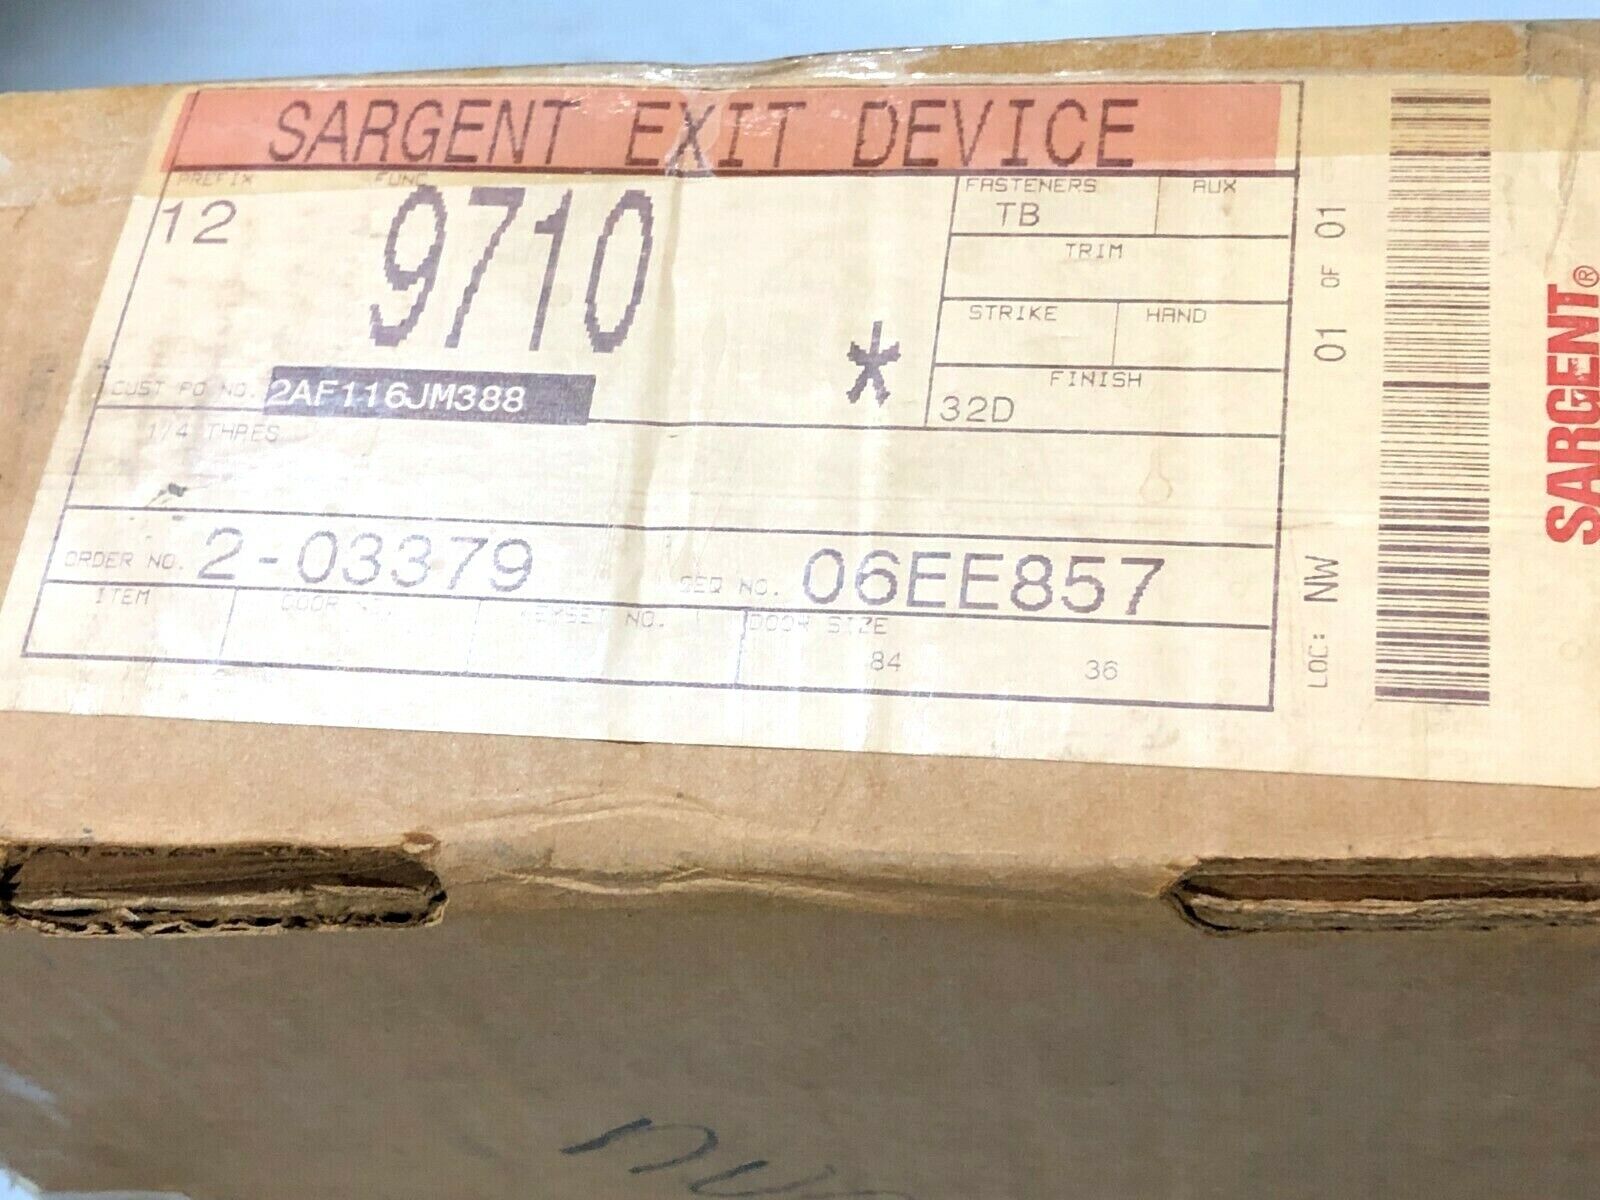 SARGENT EXIT DEVICE
PREFIX FUNC FASTENERS AUX
12 9710 TB
TRIM
STRIKE HAND
*
FINISH
CUST PO NO. 2AF116JM388 32D
1/4 THRES
ORDER NO. 2-03379 SEQ NO. 06EE857
ITEM DOOR NO. KEYSET NO. DOOR SIZE
84 36
01 OF 01
LOC: NW
SARGENT®